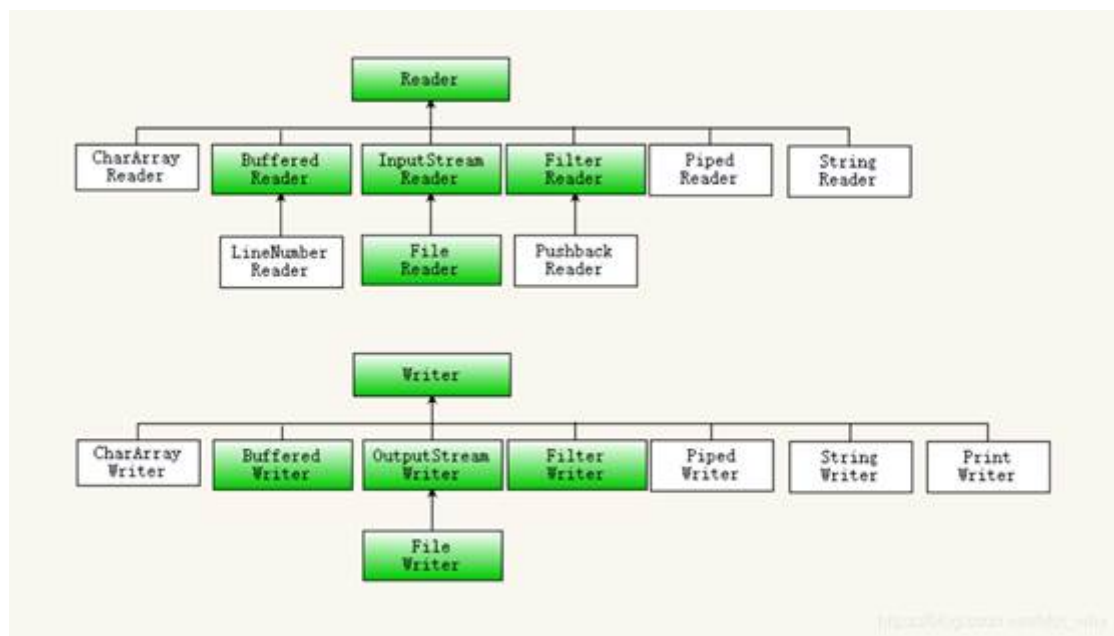 Reader
CharArray
Reader
Buffered
Reader
InputStream
Reader
Filter
Reader
Piped
Reader
String
Reader
LineNumber
Reader
File
Reader
Pushback
Reader
Writer
CharArray
Writer
Buffered
Writer
OutputStream
Writer
Filter
Writer
Piped
Writer
String
Writer
Print
Writer
File
Writer